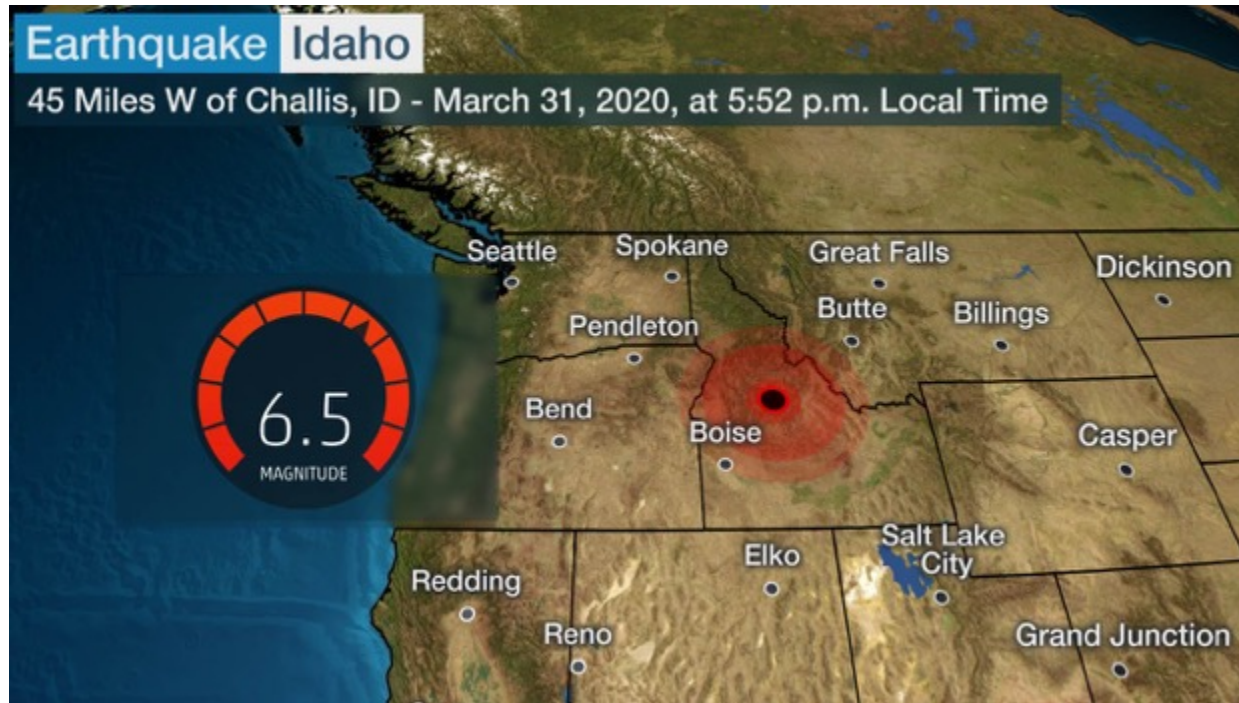 Earthquake Idaho
45 Miles W of Challis, ID - March 31, 2020, at 5:52 p.m. Local Time
Seattle
Spokane
Great Falls
Dickinson
Pendleton
Butte
Billings
6.5
MAGNITUDE
Bend
Boise
Casper
Salt Lake
City
Elko
Redding
Reno
Grand Junction